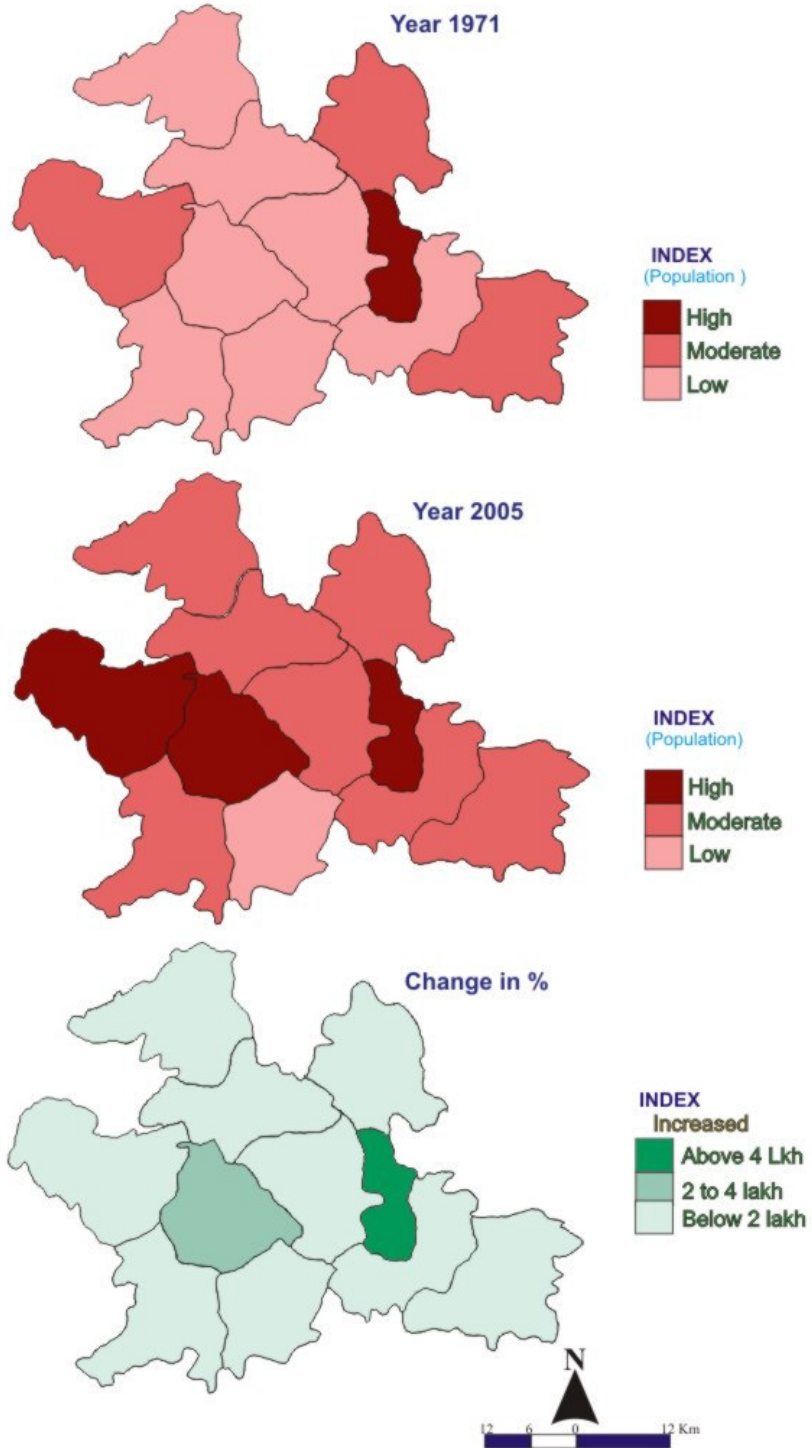 Year 1971
INDEX
(Population )
High
Moderate
Low
Year 2005
INDEX
(Population)
High
Moderate
Low
Change in %
INDEX
Increased
Above 4 Lkh
2 to 4 lakh
Below 2 lakh
N
12 6 0 12 Km